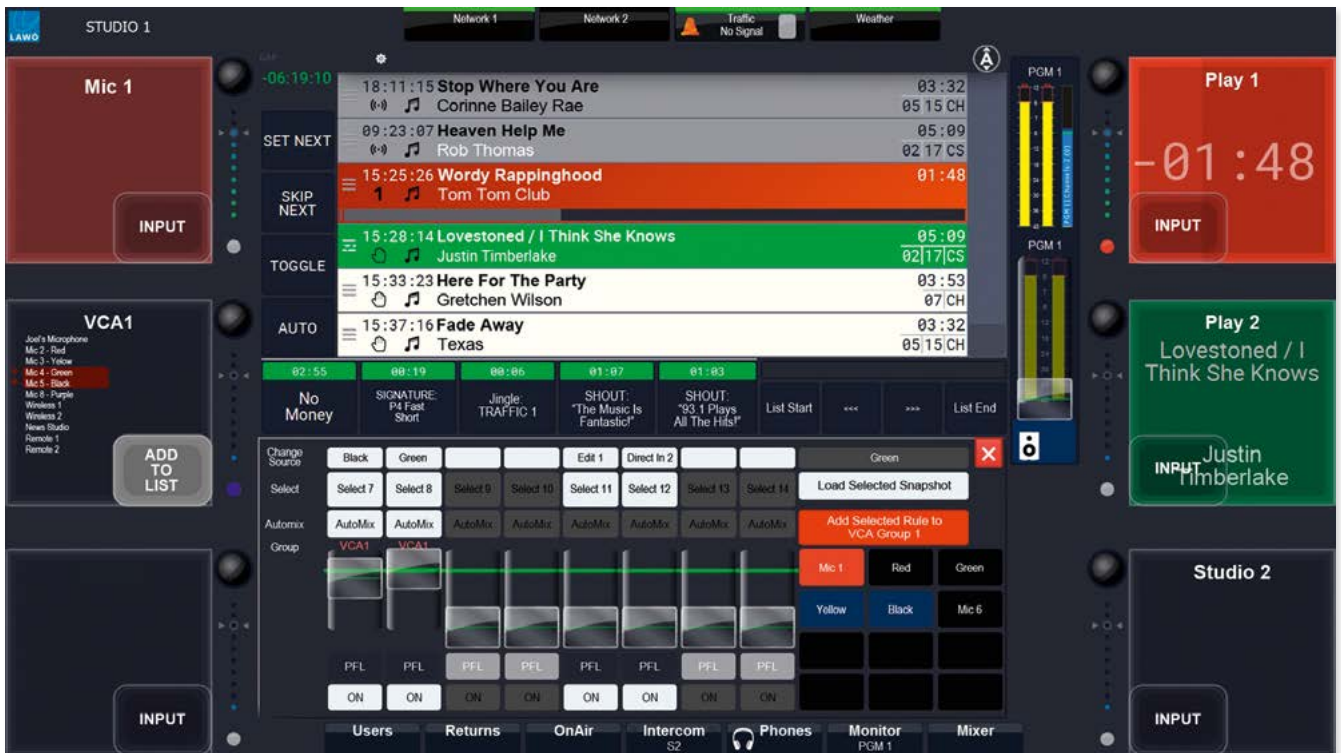 LAWO
STUDIO 1
Network 1
Network 2
Traffic
No Signal
Weather
Mic 1
INPUT
VCA1
Joel's Microphone
Mic 2 - Red
Mic 3 - Yellow
Mic 4 - Green
Mic 5 - Black
Mic 8 - Purple
Wireless 1
Wireless 2
News Studio
Remote 1
Remote 2
ADD
TO
LIST
INPUT
-06:19:10
SET NEXT
SKIP
NEXT
TOGGLE
AUTO
18:11:15 Stop Where You Are 03:32
Corinne Bailey Rae 05 15 CH
09:23:07 Heaven Help Me 05:09
Rob Thomas 02 17 CS
15:25:26 Wordy Rappinghood 01:48
1 Tom Tom Club
15:28:14 Lovestoned / I Think She Knows 05:09
Justin Timberlake 02|17|CS
15:33:23 Here For The Party 03:53
Gretchen Wilson 07|CH
15:37:16 Fade Away 03:32
Texas 05|15|CH
02:55 00:19 00:06 01:07 01:03
No
Money
SIGNATURE:
P4 Fast
Short
Jingle:
TRAFFIC 1
SHOUT:
"The Music Is
Fantastic!"
SHOUT:
"93.1 Plays
All The Hits!"
List Start
<<<
>>>
List End
Change
Source
Black Green Edit 1 Direct In 2 Green
Select Select 7 Select 8 Select 9 Select 10 Select 11 Select 12 Select 13 Select 14 Load Selected Snapshot
Automix AutoMix AutoMix AutoMix AutoMix AutoMix AutoMix AutoMix AutoMix
Add Selected Rule to
VCA Group 1
Group VCA1 VCA1
Mic 1 Red Green
Yellow Black Mic 6
PFL PFL PFL PFL PFL PFL PFL PFL
ON ON ON ON ON ON ON ON
PGM 1
PGM 1
Play 1
-01:48
INPUT
Play 2
Lovestoned / I
Think She Knows
Justin
Timberlake
INPUT
Studio 2
INPUT
Users
Returns
OnAir
Intercom
S2
Phones
Monitor
PGM 1
Mixer